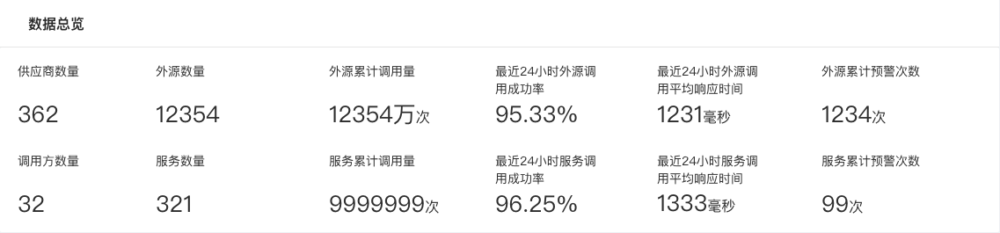 数据总览
供应商数量
外源数量
外源累计调用量
最近24小时外源调
用成功率
最近24小时外源调
用平均响应时间
外源累计预警次数
362
12354
12354万次
95.33%
1231毫秒
1234次
调用方数量
服务数量
服务累计调用量
最近24小时服务调
用成功率
最近24小时服务调
用平均响应时间
服务累计预警次数
32
321
9999999次
96.25%
1333毫秒
99次